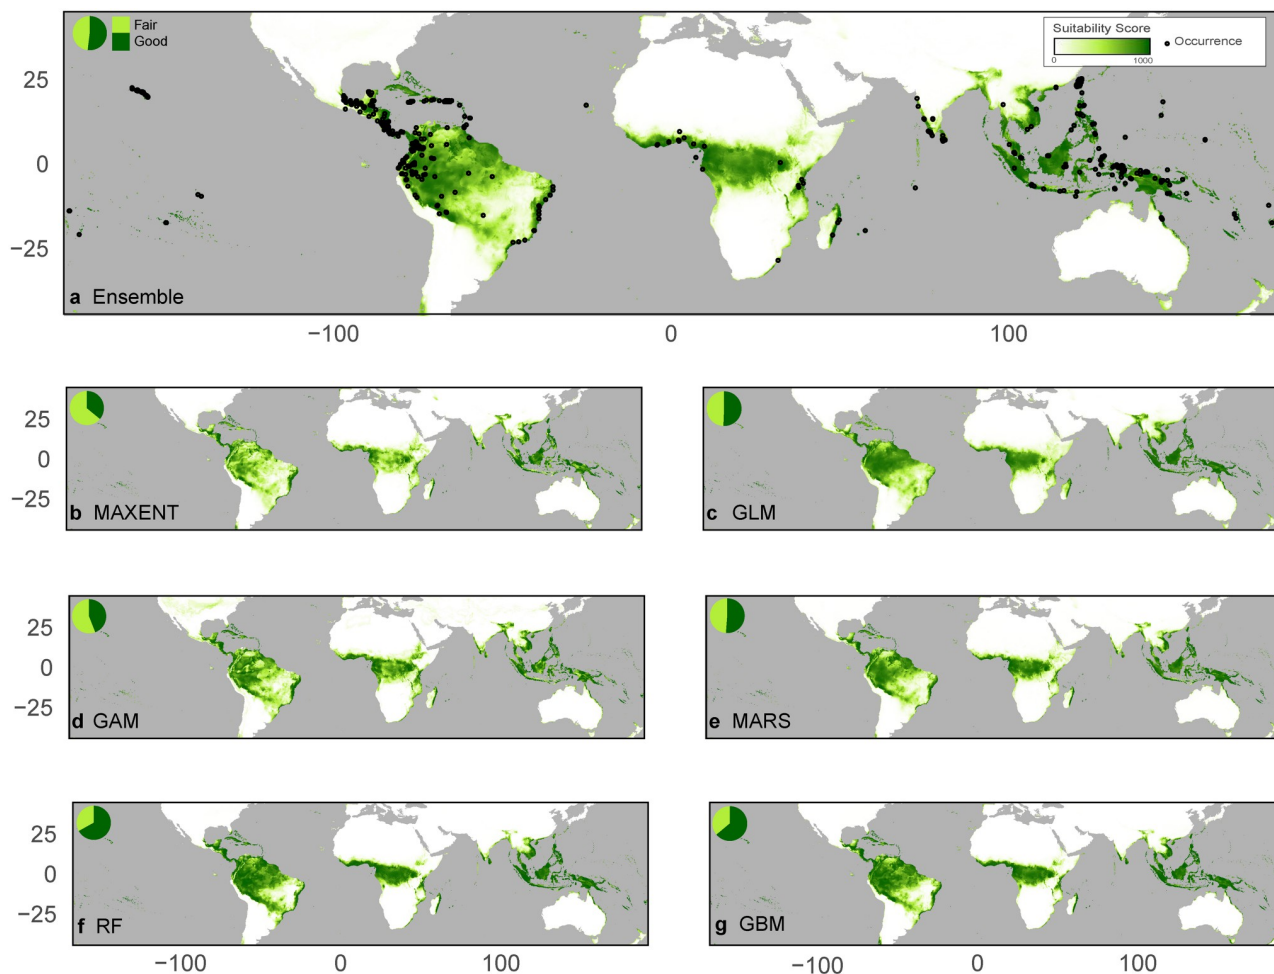 Fair
Good
Suitability Score
0 1000
Occurrence
25
0
−25
a Ensemble
−100 0 100
25
0
−25
b MAXENT
c GLM
25
0
−25
d GAM
e MARS
25
0
−25
f RF
g GBM
−100 0 100
−100 0 100